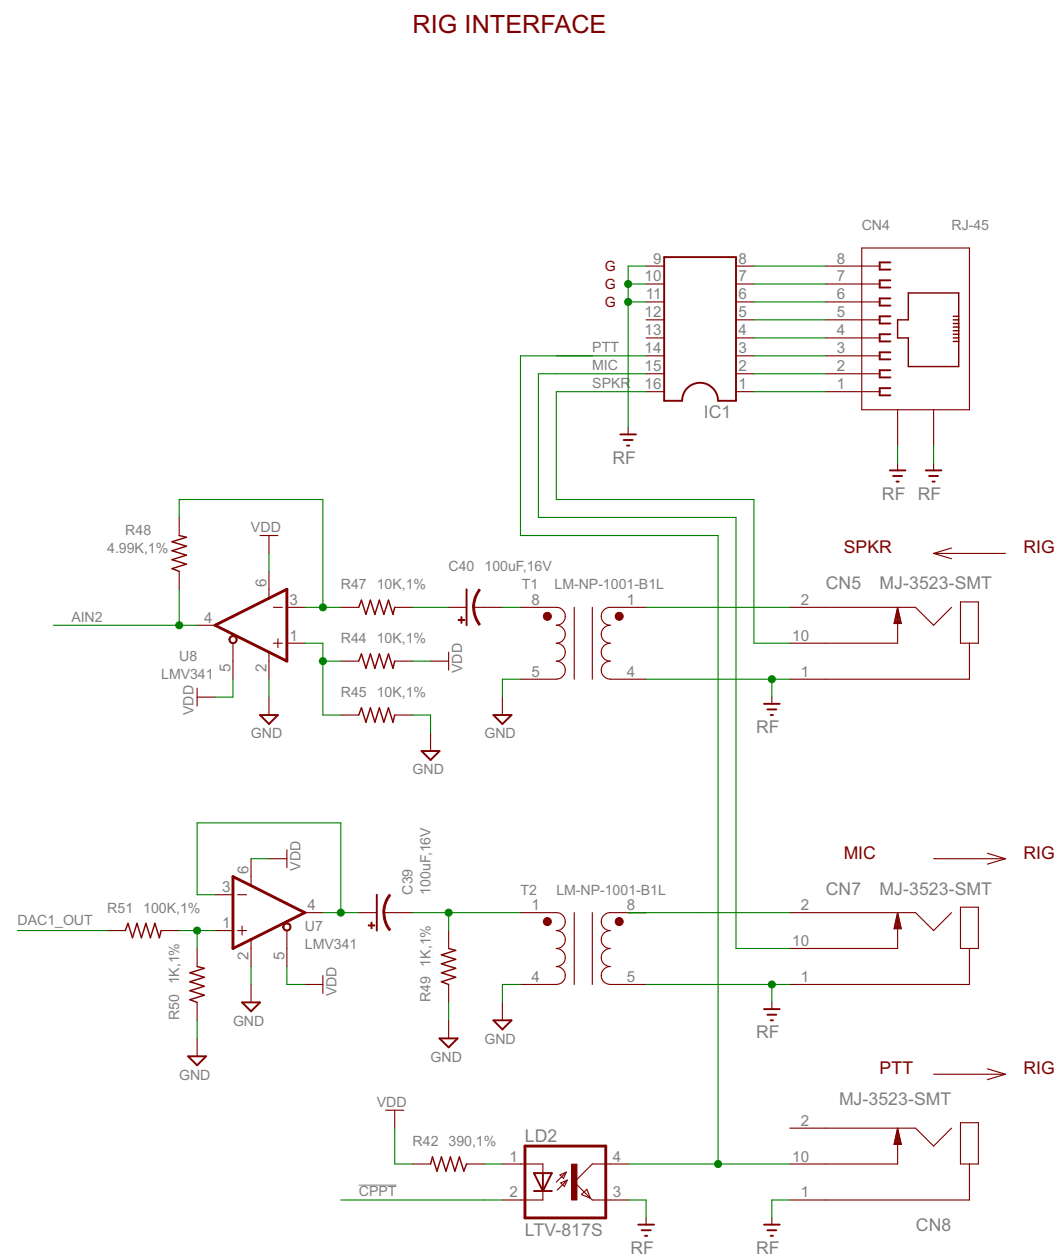 RIG INTERFACE
CN4 RJ-45
G 9 8 8
G 10 7 7
G 11 6 6
12 5 5
13 4 4
PTT 14 3 3
MIC 15 2 2
SPKR 16 1 1
IC1
RF
RF RF
R48
4.99K,1%
VDD
SPKR RIG
C40 100uF,16V
R47 10K,1%
T1 LM-NP-1001-B1L
CN5 MJ-3523-SMT
6
3
8 1 2
AIN2
4
1
R44 10K,1%
VDD
10
U8
LMV341
5
2
VDD
R45 10K,1%
5 4 1
GND
GND
GND
RF
C39
100uF,16V
VDD
6
MIC RIG
3
T2 LM-NP-1001-B1L
CN7 MJ-3523-SMT
DAC1_OUT
R51 100K,1%
1
4
U7
LMV341
1 8 2
10
2
5
VDD
R50 1K,1%
R49 1K,1%
4 5 1
GND
GND
GND
GND
RF
PTT RIG
MJ-3523-SMT
VDD
R42 390,1%
LD2
1 4
2
10
CPPT
2 3
1
LTV-817S
CN8
RF
RF